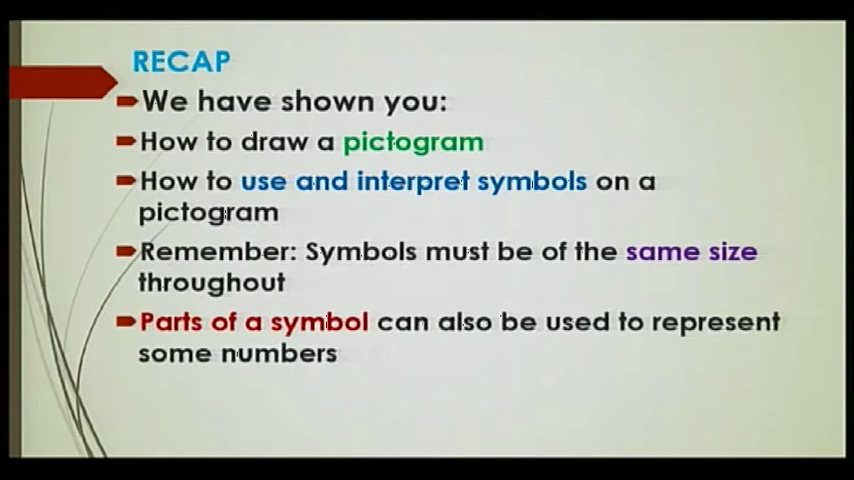 RECAP
We have shown you:
How to draw a pictogram
How to use and interpret symbols on a
pictogram
Remember: Symbols must be of the same size
throughout
Parts of a symbol can also be used to represent
some numbers